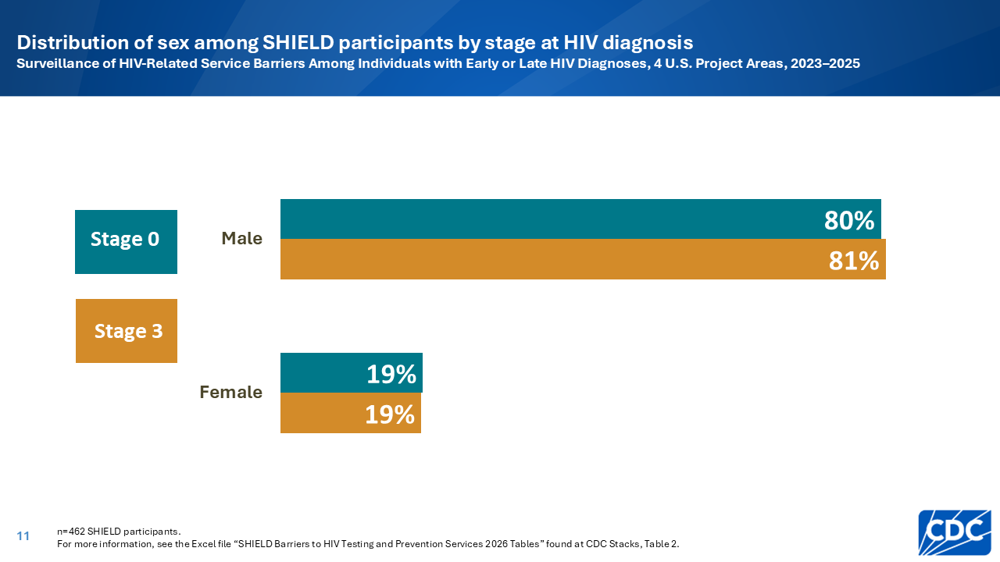 Distribution of sex among SHIELD participants by stage at HIV diagnosis
Surveillance of HIV-Related Service Barriers Among Individuals with Early or Late HIV Diagnoses, 4 U.S. Project Areas, 2023–2025
Stage 0
Stage 3
Male
80%
81%
Female
19%
19%
11
n=462 SHIELD participants.
For more information, see the Excel file “SHIELD Barriers to HIV Testing and Prevention Services 2026 Tables” found at CDC Stacks, Table 2.
CDC